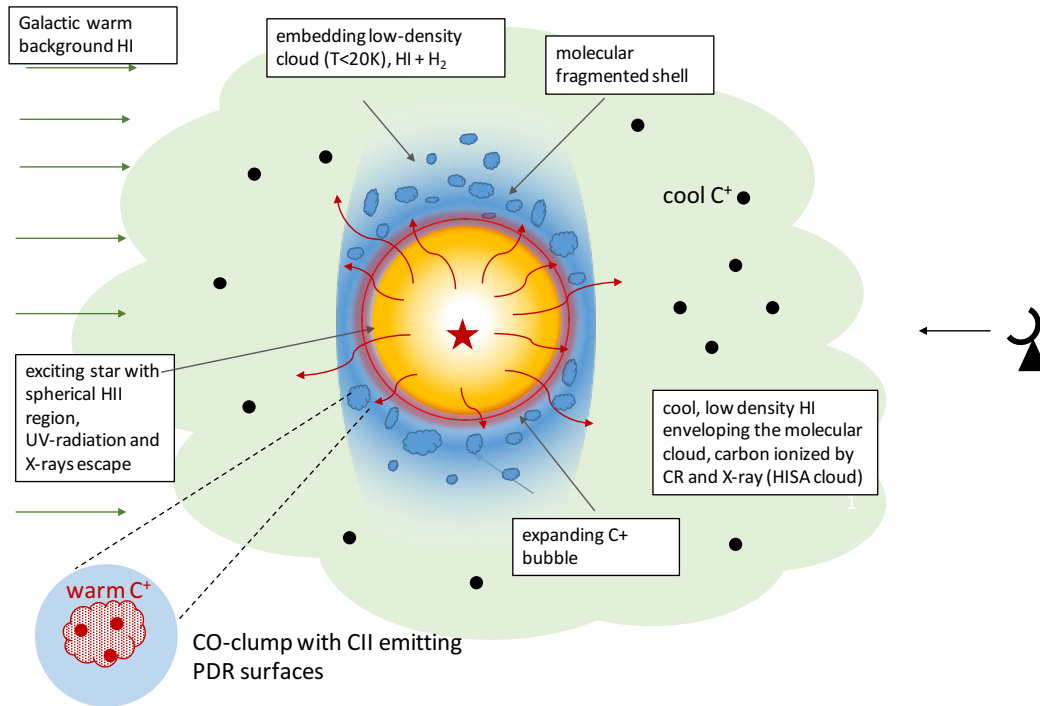 Galactic warm
background HI
embedding low-density
cloud (T<20K), HI + H₂
molecular
fragmented shell
cool C⁺
exciting star with
spherical HII
region,
UV-radiation and
X-rays escape
cool, low density HI
enveloping the molecular
cloud, carbon ionized by
CR and X-ray (HISA cloud)
1
expanding C+
bubble
warm C⁺
CO-clump with CII emitting
PDR surfaces